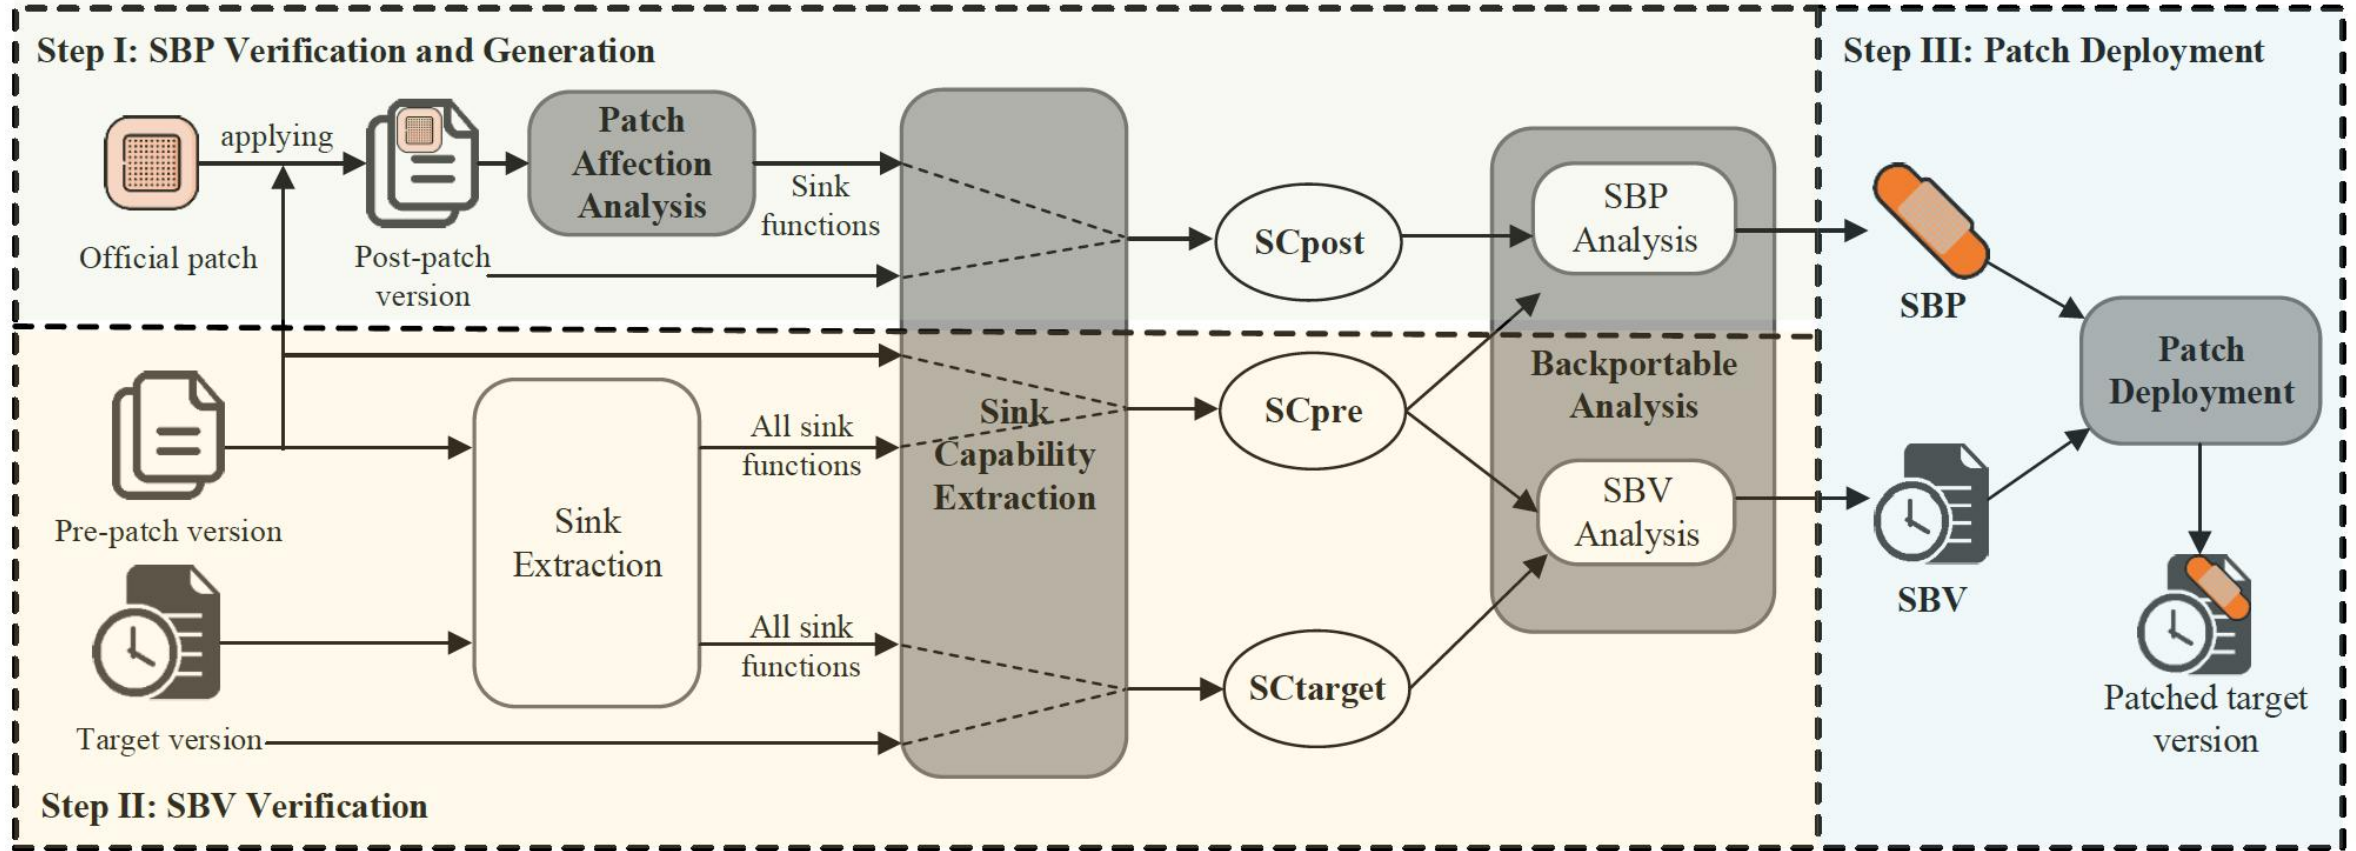 Step I: SBP Verification and Generation
Step III: Patch Deployment
applying
Patch
Affection
Analysis
Sink
functions
Official patch
Post-patch
version
SCpost
SBP
Analysis
SBP
Patch
Deployment
Pre-patch version
Sink
Extraction
All sink
functions
Sink
Capability
Extraction
SCpre
Backportable
Analysis
SBV
Analysis
SBV
Target version
All sink
functions
SCtarget
Patched target
version
Step II: SBV Verification